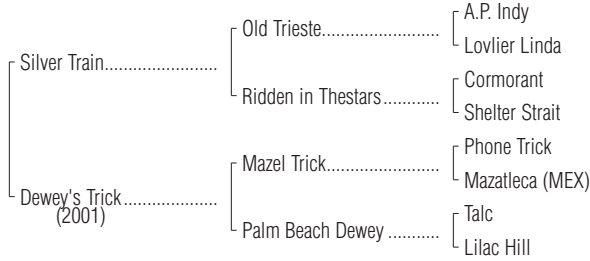 A.P. Indy
Old Trieste
Lovlier Linda
Silver Train
Cormorant
Ridden in Thestars
Shelter Strait
Phone Trick
Mazel Trick
Mazatleca (MEX)
Dewey's Trick
(2001)
Talc
Palm Beach Dewey
Lilac Hill